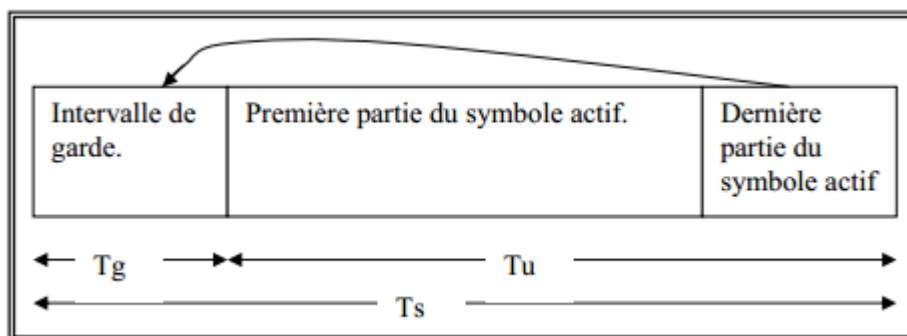 Intervalle de
garde.
Première partie du symbole actif.
Dernière
partie du
symbole actif
Tg
Tu
Ts